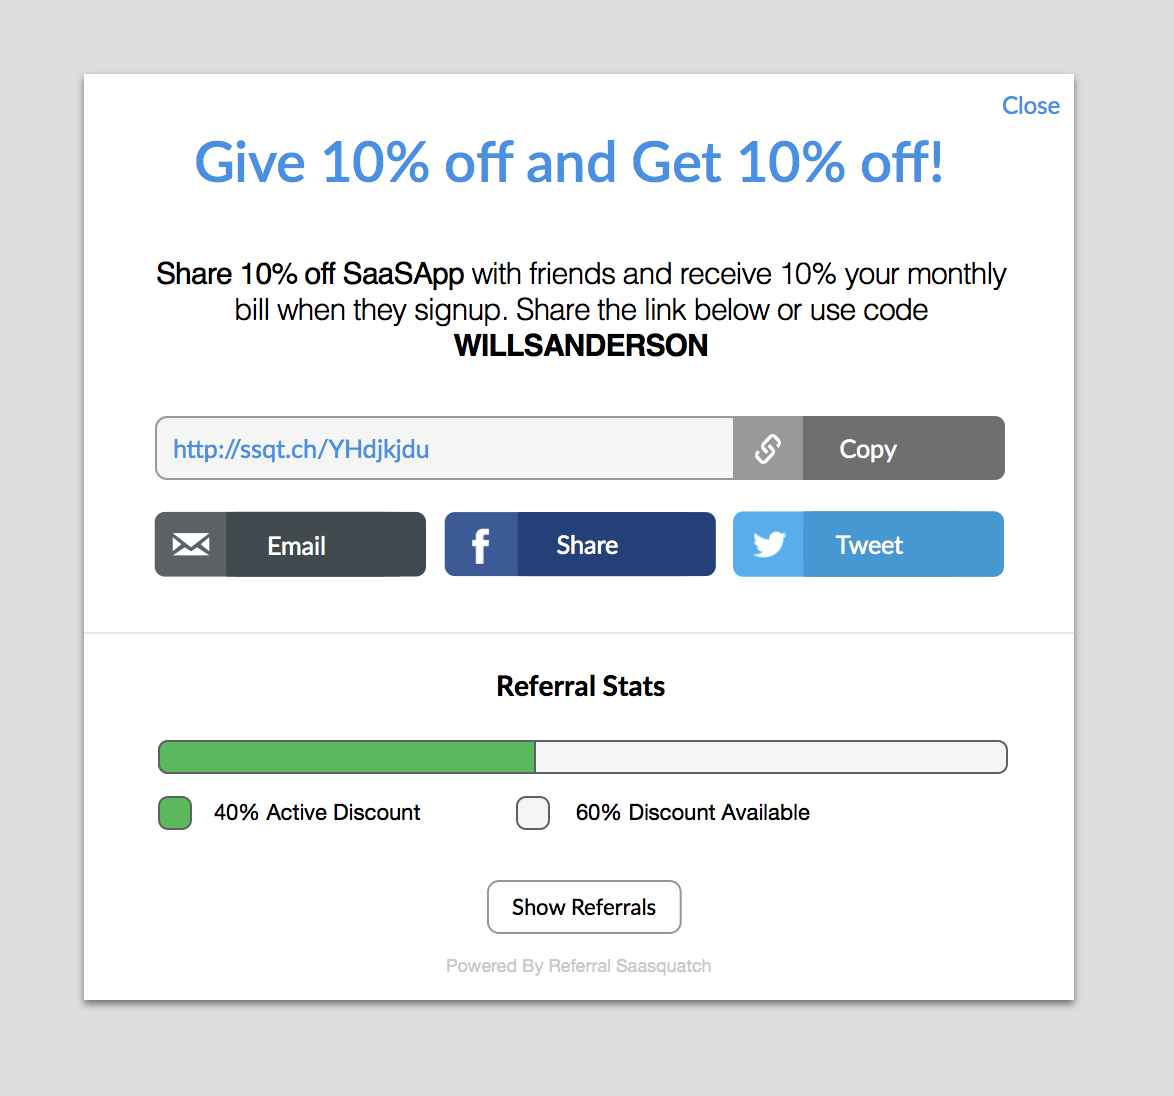 Close
Give 10% off and Get 10% off!
Share 10% off SaaSApp with friends and receive 10% your monthly
bill when they signup. Share the link below or use code
WILLSANDERSON
http://ssqt.ch/YHdjkjdu
Copy
Email
Share
Tweet
Referral Stats
40% Active Discount
60% Discount Available
Show Referrals
Powered By Referral Saasquatch